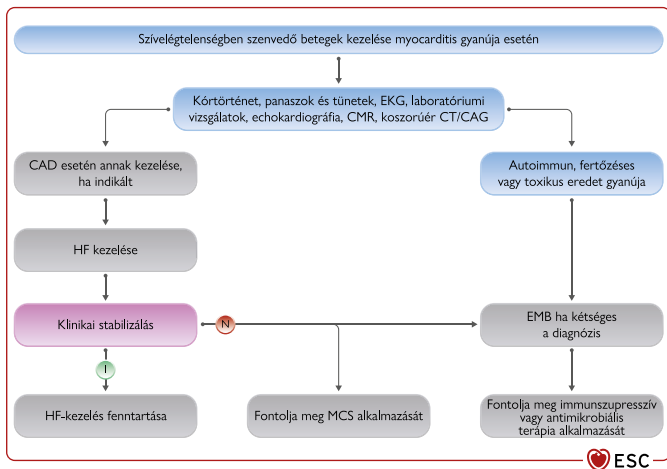 Szívelégtelenségben szenvedő betegek kezelése myocarditis gyanúja esetén
Kórtörténet, panaszok és tünetek, EKG, laboratóriumi
vizsgálatok, echokardiográfia, CMR, koszorúér CT/CAG
CAD esetén annak kezelése,
ha indikált
Autoimmun, fertőzéses
vagy toxikus eredet gyanúja
HF kezelése
Klinikai stabilizálás
N
EMB ha kétséges
a diagnózis
I
HF-kezelés fenntartása
Fontolja meg MCS alkalmazását
Fontolja meg immunszupresszív
vagy antimikrobiális
terápia alkalmazását
ESC